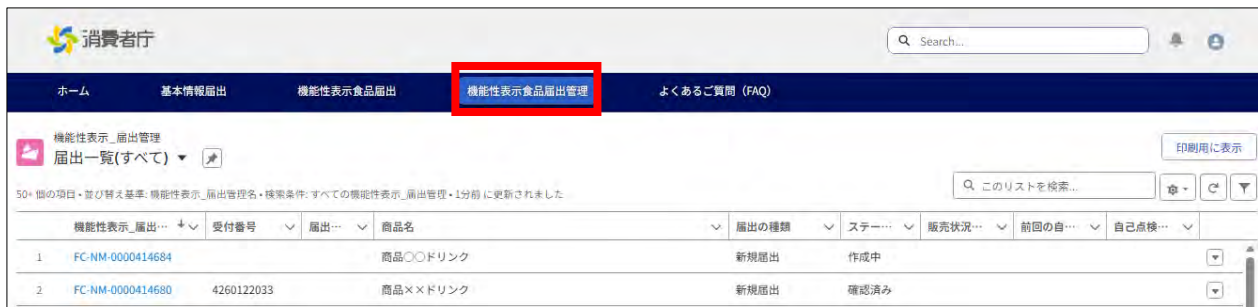 消費者庁
Search...
ホーム 基本情報届出 機能性表示食品届出 機能性表示食品届出管理 よくあるご質問（FAQ）
機能性表示_届出管理
届出一覧(すべて)
印刷用に表示
50+ 個の項目・並び替え基準: 機能性表示_届出管理名・検索条件: すべての機能性表示_届出管理・1分前 に更新されました
このリストを検索...
機能性表示_届出… 受付番号 届出… 商品名 届出の種類 ステー… 販売状況… 前回の自… 自己点検…
1 FC-NM-0000414684 商品○○ドリンク 新規届出 作成中
2 FC-NM-0000414680 4260122033 商品××ドリンク 新規届出 確認済み